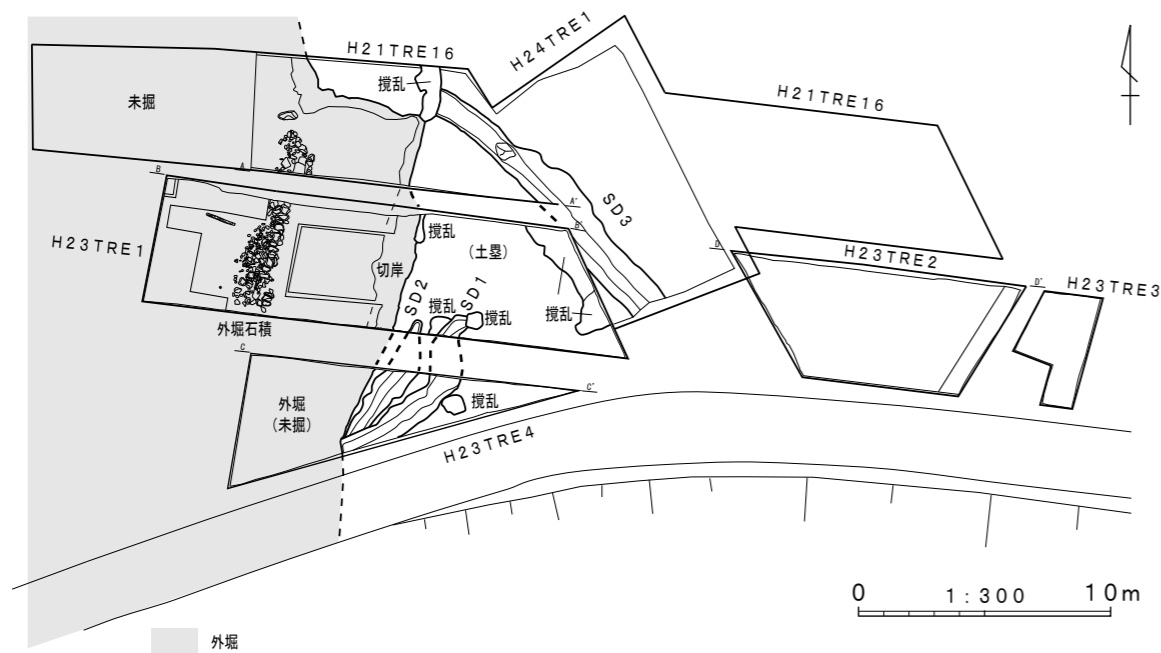 H21TRE16
H24TRE1
撹乱
未掘
H21TRE16
A
B
A'
SD3
B'
H23TRE1
撹乱
(土塁)
D
H23TRE2
切岸
D'
H23TRE3
SD2
撹乱
SD1
撹乱
撹乱
外堀石積
C
C'
外堀
(未掘)
撹乱
H23TRE4
0 1:300 10m
外堀